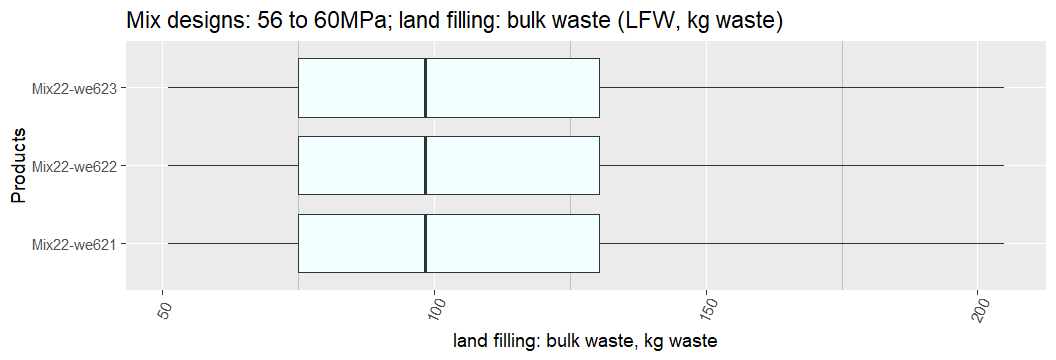 Mix designs: 56 to 60MPa; land filling: bulk waste (LFW, kg waste)
Products
Mix22-we623
Mix22-we622
Mix22-we621
50
100
150
200
land filling: bulk waste, kg waste